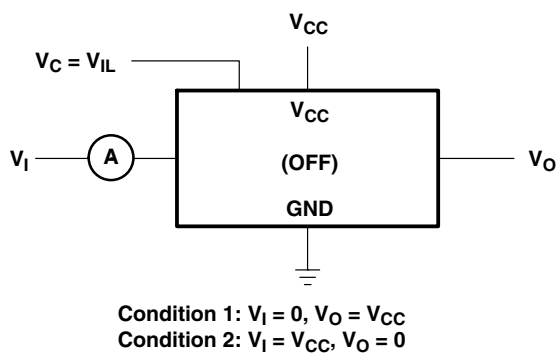 V_CC
V_C = V_IL
V_CC
V_I
A
(OFF)
V_O
GND
Condition 1: V_I = 0, V_O = V_CC
Condition 2: V_I = V_CC, V_O = 0